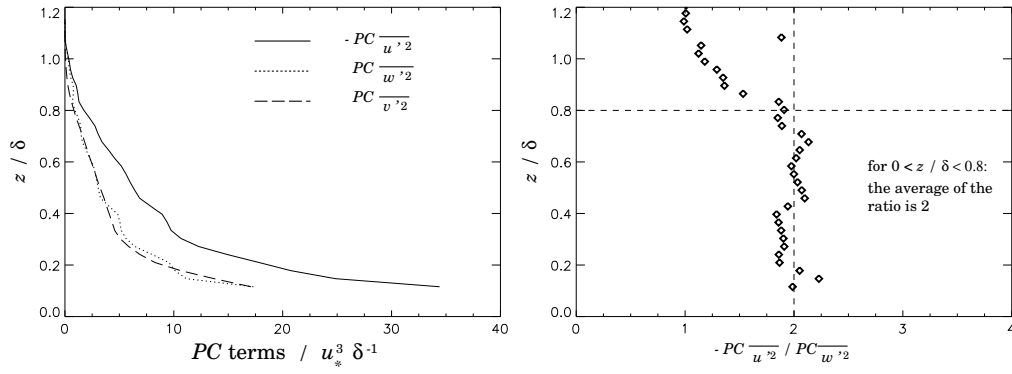 1.2
1.0
0.8
0.6
0.4
0.2
0.0
z / δ
0
10
20
30
40
PC terms / u*³ δ⁻¹
- PC u'²
PC w'²
PC v'²
1.2
1.0
0.8
0.6
0.4
0.2
0.0
z / δ
0
1
2
3
4
- PC u'² / PC w'²
for 0 < z / δ < 0.8:
the average of the
ratio is 2